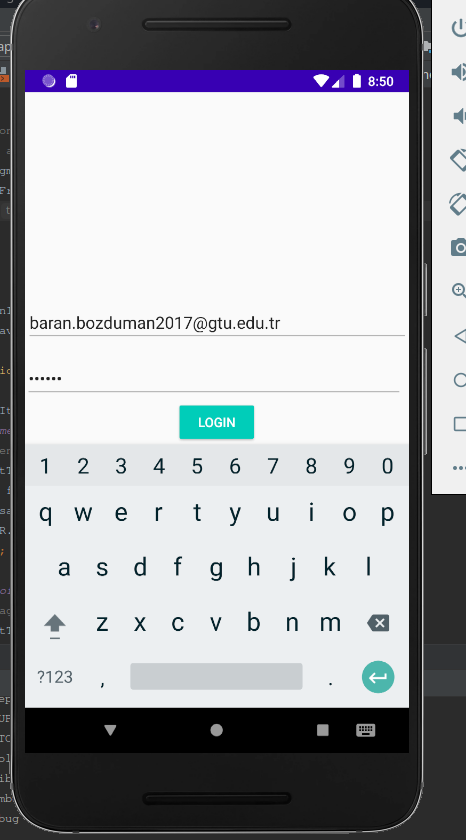 8:50
baran.bozduman2017@gtu.edu.tr
••••••
LOGIN
1 2 3 4 5 6 7 8 9 0
q w e r t y u i o p
a s d f g h j k l
z x c v b n m
?123 , .